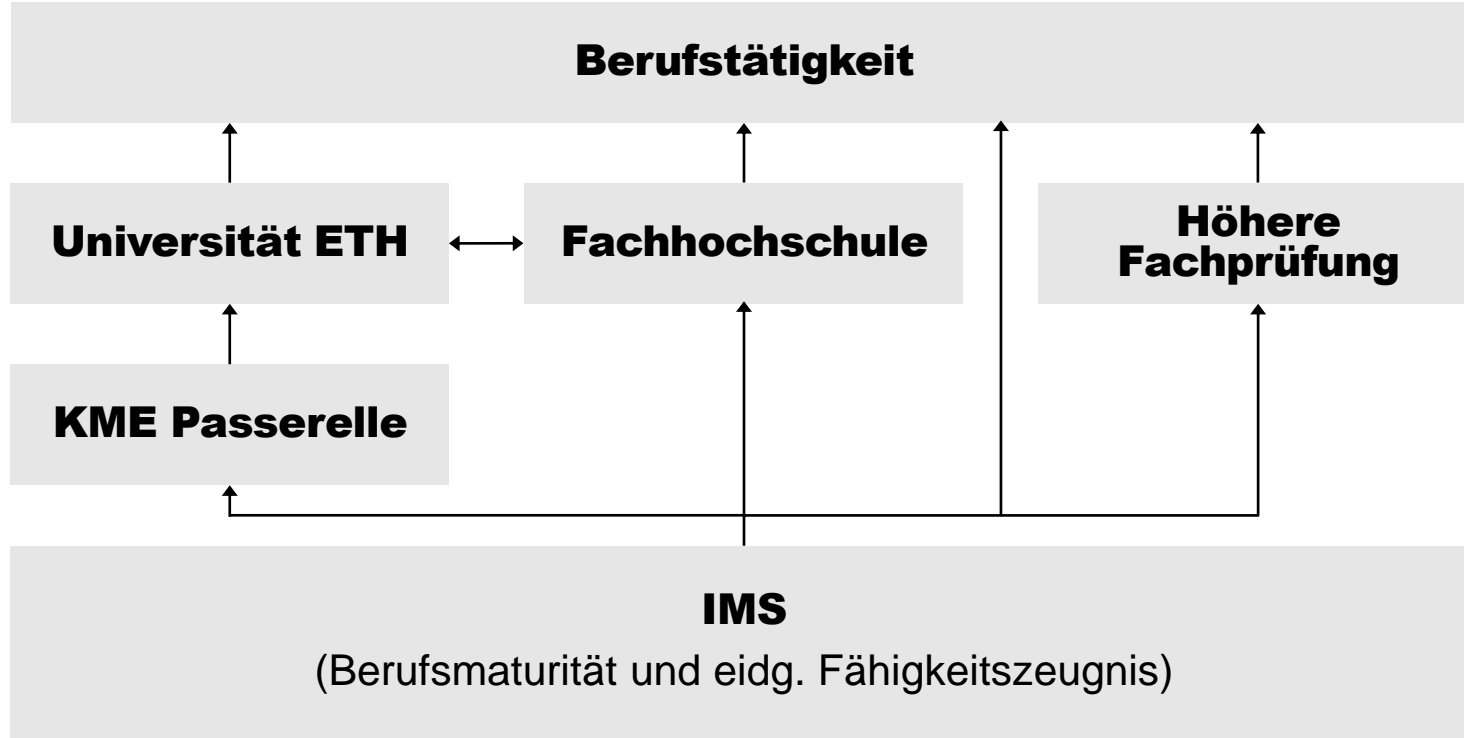 Berufstätigkeit
Universität ETH
Fachhochschule
Höhere
Fachprüfung
KME Passerelle
IMS
(Berufsmaturität und eidg. Fähigkeitszeugnis)